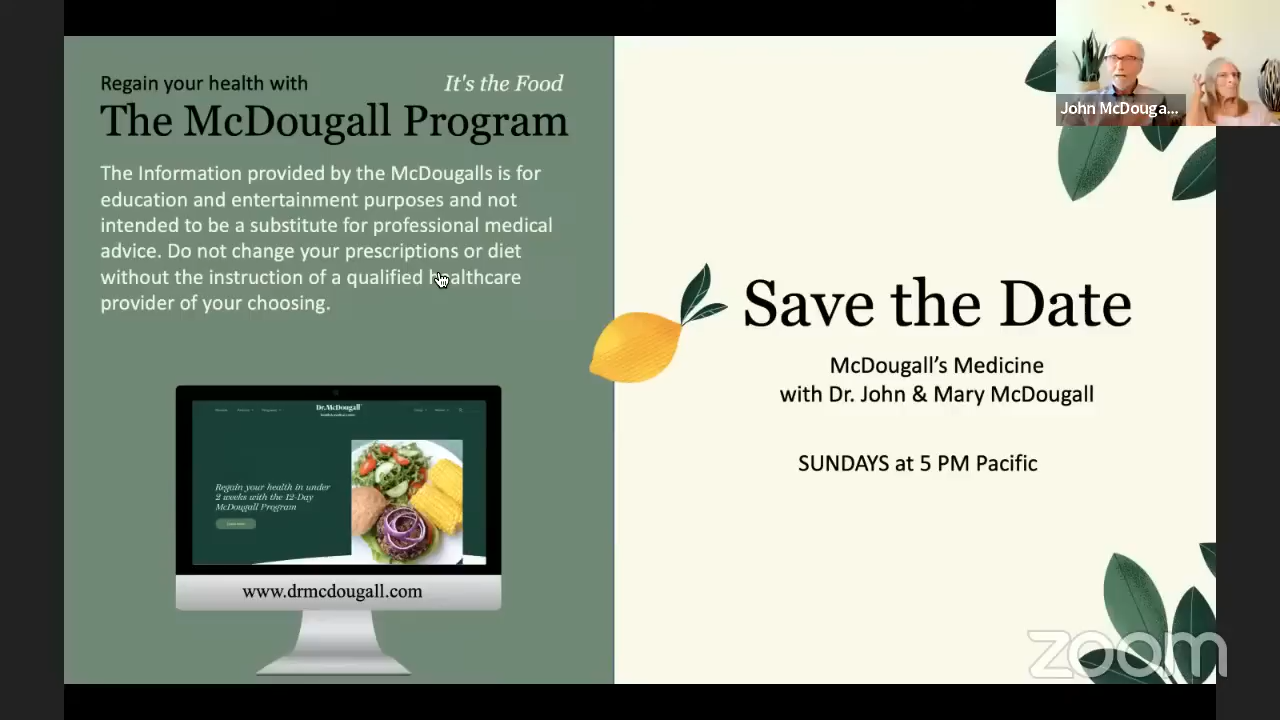 Regain your health with
It's the Food
The McDougall Program
The Information provided by the McDougalls is for
education and entertainment purposes and not
intended to be a substitute for professional medical
advice. Do not change your prescriptions or diet
without the instruction of a qualified healthcare
provider of your choosing.
Dr.McDougall
Regain your health in under
2 weeks with the 12-Day
McDougall Program
www.drmcdougall.com
John McDouga...
Save the Date
McDougall’s Medicine
with Dr. John & Mary McDougall
SUNDAYS at 5 PM Pacific
zoom